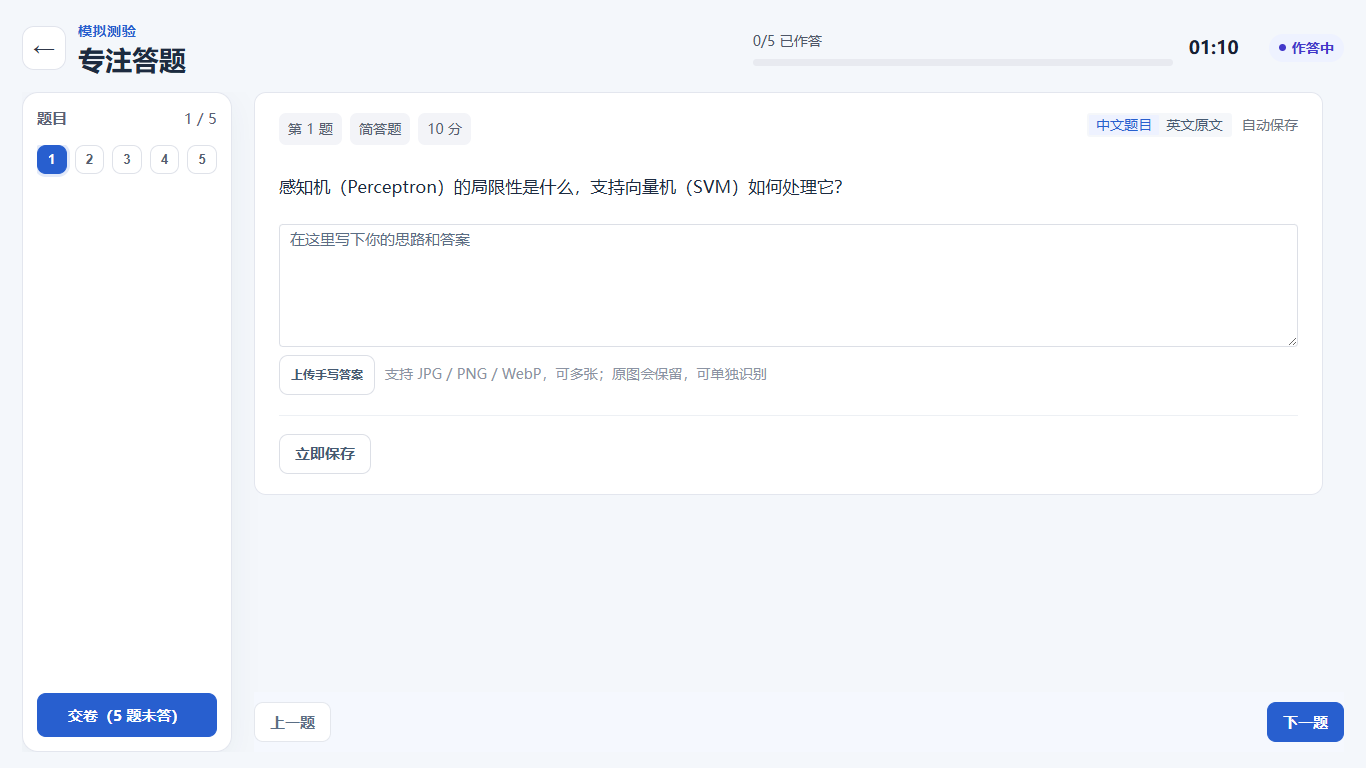 ←
模拟测验
专注答题
0/5 已作答
01:10
作答中
题目
1 / 5
1 2 3 4 5
第 1 题 简答题 10 分
中文题目 英文原文 自动保存
感知机（Perceptron）的局限性是什么，支持向量机（SVM）如何处理它？
在这里写下你的思路和答案
上传手写答案 支持 JPG / PNG / WebP，可多张；原图会保留，可单独识别
立即保存
交卷（5 题未答）
上一题
下一题